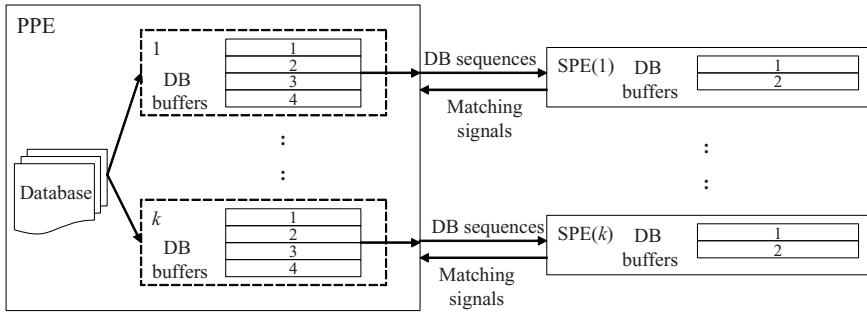 PPE
1
DB
buffers
1
2
3
4
DB sequences
Matching
signals
SPE(1)
DB
buffers
1
2
:
:
:
:
Database
k
DB
buffers
1
2
3
4
DB sequences
Matching
signals
SPE(k)
DB
buffers
1
2